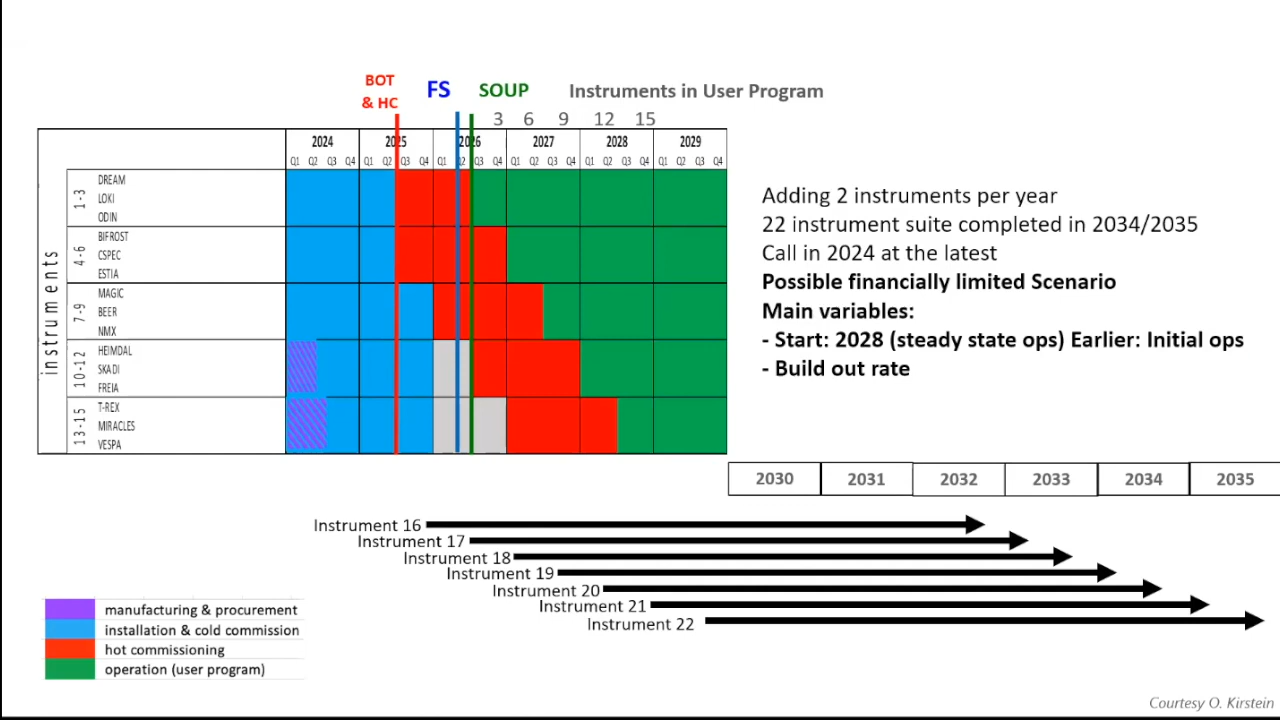 BOT
& HC
FS
SOUP
Instruments in User Program
3 6 9 12 15
2024 2025 2026 2027 2028 2029
Q1 Q2 Q3 Q4 Q1 Q2 Q3 Q4 Q1 Q2 Q3 Q4 Q1 Q2 Q3 Q4 Q1 Q2 Q3 Q4 Q1 Q2 Q3 Q4
instruments
1-3
DREAM
LOKI
ODIN
4-6
BIFROST
CSPEC
ESTIA
7-9
MAGIC
BEER
NMX
10-12
HEIMDAL
SKADI
FREIA
13-15
T-REX
MIRACLES
VESPA
Adding 2 instruments per year
22 instrument suite completed in 2034/2035
Call in 2024 at the latest
Possible financially limited Scenario
Main variables:
- Start: 2028 (steady state ops) Earlier: Initial ops
- Build out rate
2030 2031 2032 2033 2034 2035
Instrument 16
Instrument 17
Instrument 18
Instrument 19
Instrument 20
Instrument 21
Instrument 22
manufacturing & procurement
installation & cold commission
hot commissioning
operation (user program)
Courtesy O. Kirstein